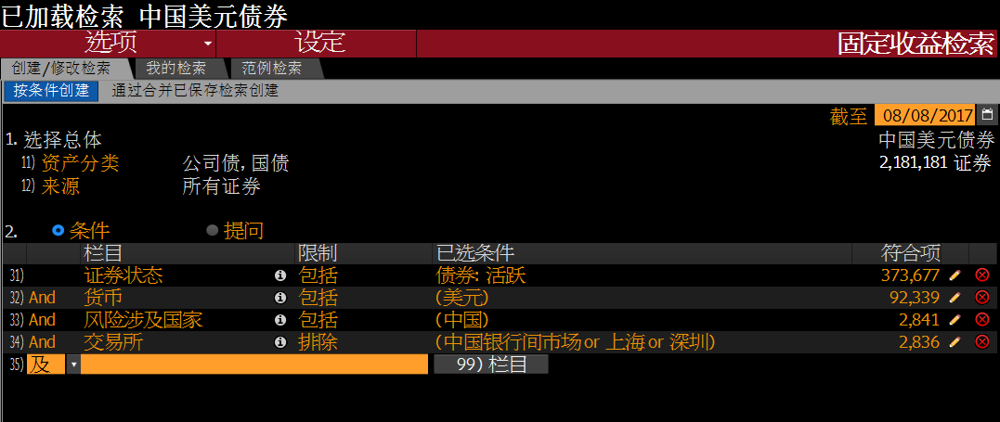 已加载检索 中国美元债券
选项 设定 固定收益检索
创建/修改检索 我的检索 范例检索
按条件创建 通过合并已保存检索创建
截至 08/08/2017
1. 选择总体 中国美元债券
11) 资产分类 公司债, 国债 2,181,181 证券
12) 来源 所有证券
2. 条件 提问
栏目 限制 已选条件 符合项
31) 证券状态 包括 债券: 活跃 373,677
32) And 货币 包括 (美元) 92,339
33) And 风险涉及国家 包括 (中国) 2,841
34) And 交易所 排除 (中国银行间市场 or 上海 or 深圳) 2,836
35) 及 99) 栏目